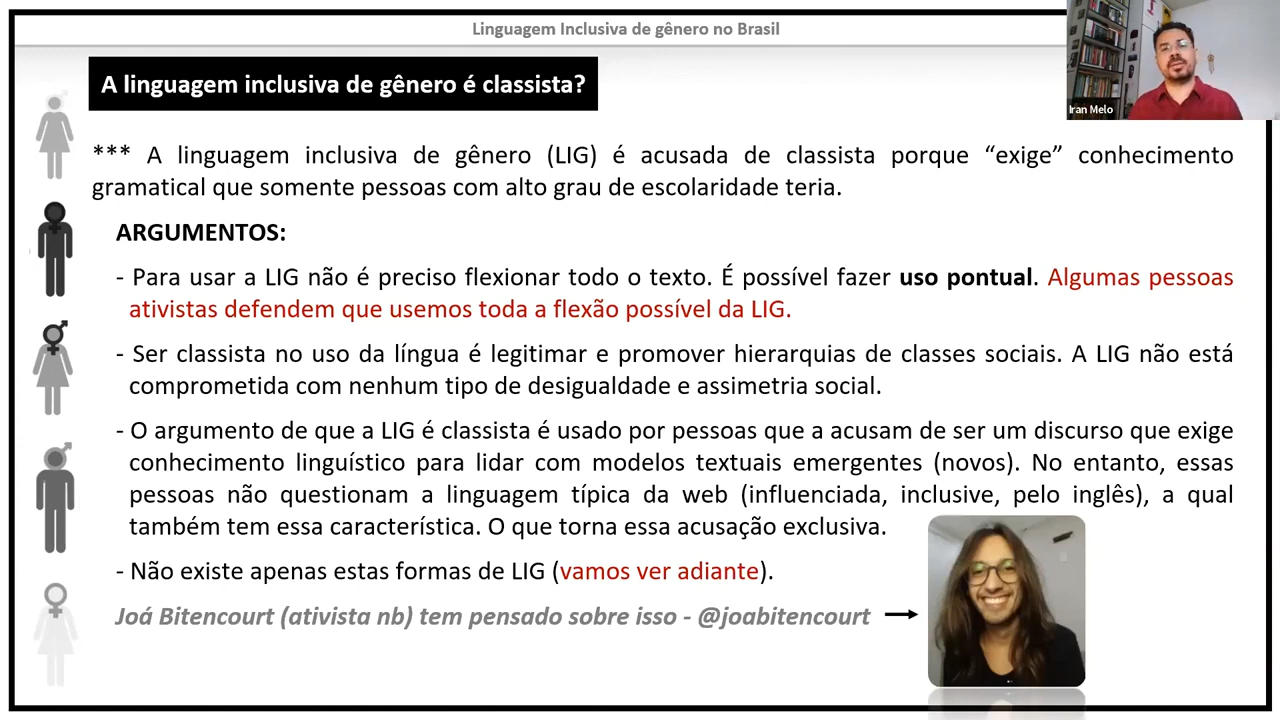 Linguagem Inclusiva de gênero no Brasil
Iran Melo
A linguagem inclusiva de gênero é classista?
*** A linguagem inclusiva de gênero (LIG) é acusada de classista porque “exige” conhecimento
gramatical que somente pessoas com alto grau de escolaridade teria.
ARGUMENTOS:
- Para usar a LIG não é preciso flexionar todo o texto. É possível fazer uso pontual. Algumas pessoas
ativistas defendem que usemos toda a flexão possível da LIG.
- Ser classista no uso da língua é legitimar e promover hierarquias de classes sociais. A LIG não está
comprometida com nenhum tipo de desigualdade e assimetria social.
- O argumento de que a LIG é classista é usado por pessoas que a acusam de ser um discurso que exige
conhecimento linguístico para lidar com modelos textuais emergentes (novos). No entanto, essas
pessoas não questionam a linguagem típica da web (influenciada, inclusive, pelo inglês), a qual
também tem essa característica. O que torna essa acusação exclusiva.
- Não existe apenas estas formas de LIG (vamos ver adiante).
Joá Bitencourt (ativista nb) tem pensado sobre isso - @joabitencourt